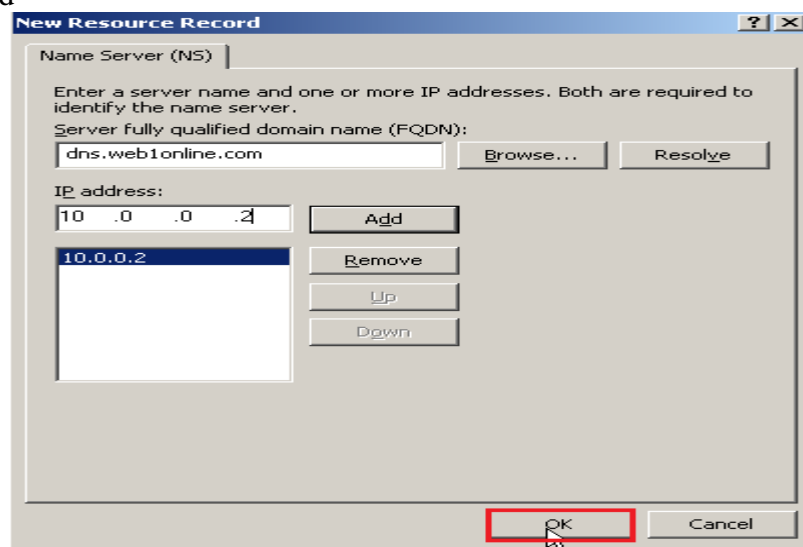 New Resource Record
Name Server (NS)
Enter a server name and one or more IP addresses. Both are required to
identify the name server.
Server fully qualified domain name (FQDN):
dns.web1online.com
Browse...
Resolve
IP address:
10 .0 .0 .2
Add
10.0.0.2
Remove
Up
Down
OK
Cancel